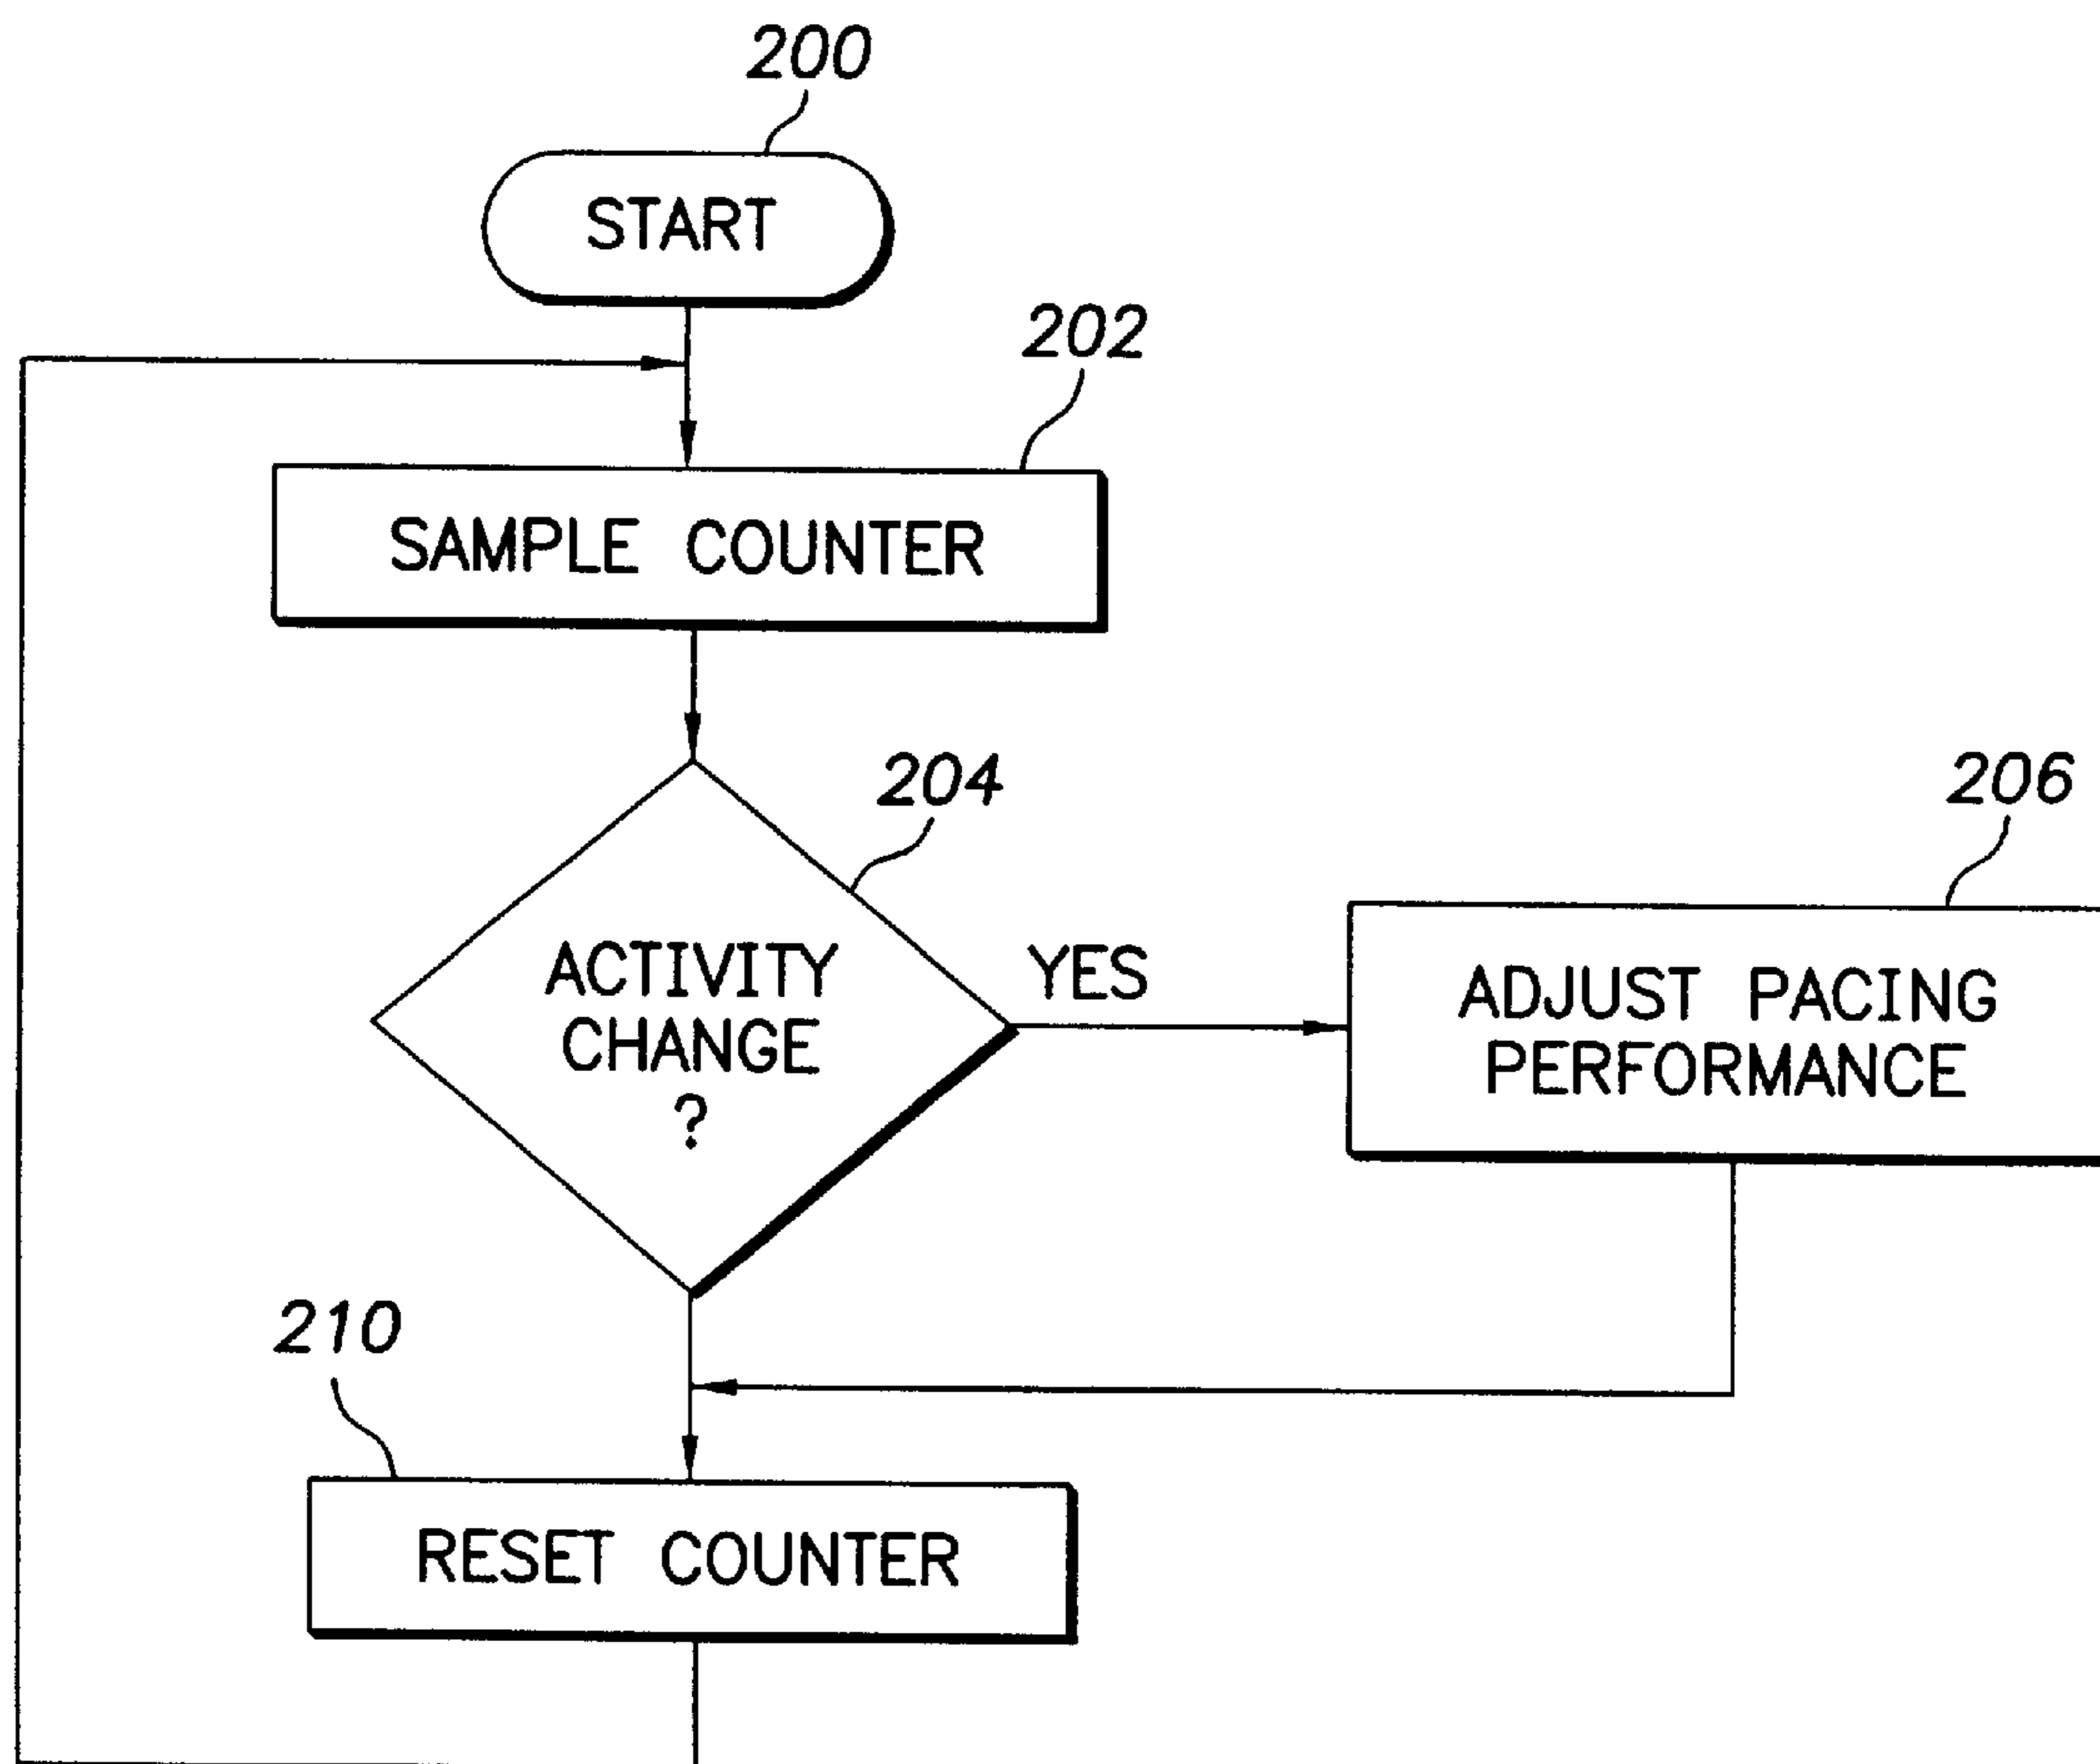 200
START
202
SAMPLE COUNTER
204
ACTIVITY
CHANGE
?
YES
206
ADJUST PACING
PERFORMANCE
210
RESET COUNTER